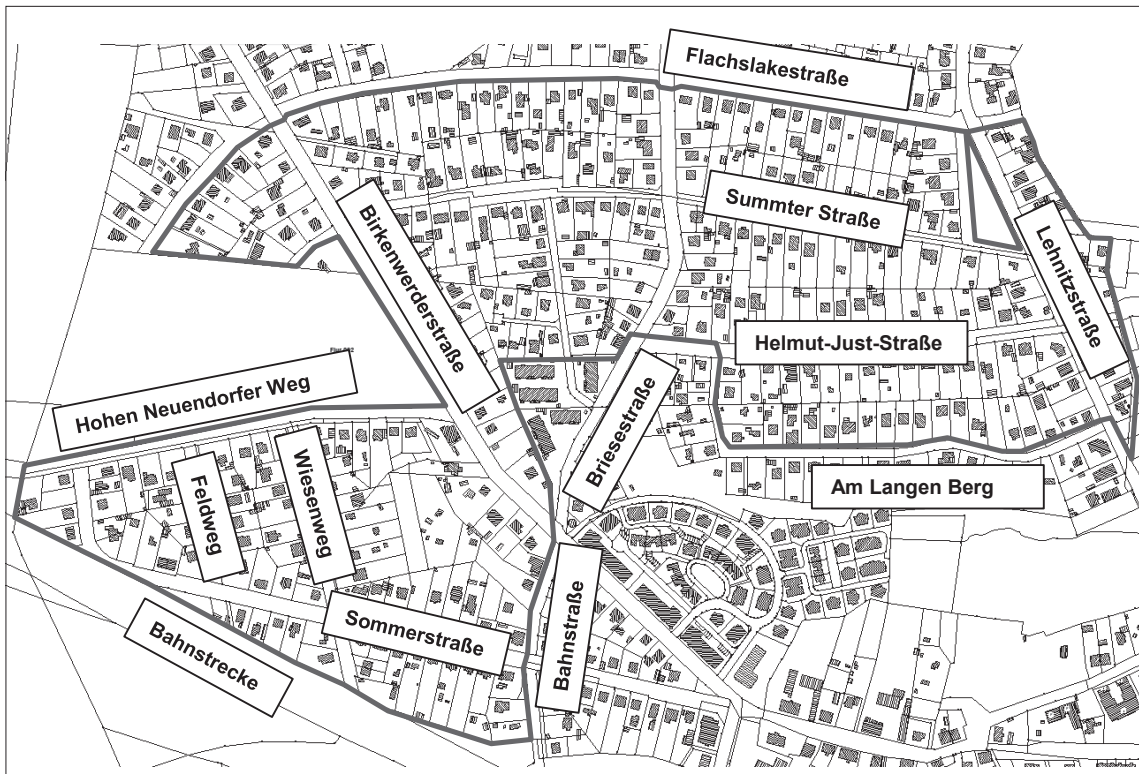 Flachslakestraße
Summter Straße
Birkenwerderstraße
Lehnitzstraße
Helmut-Just-Straße
Hohen Neuendorfer Weg
Briesestraße
Feldweg
Wiesenweg
Am Langen Berg
Sommerstraße
Bahnstraße
Bahnstrecke